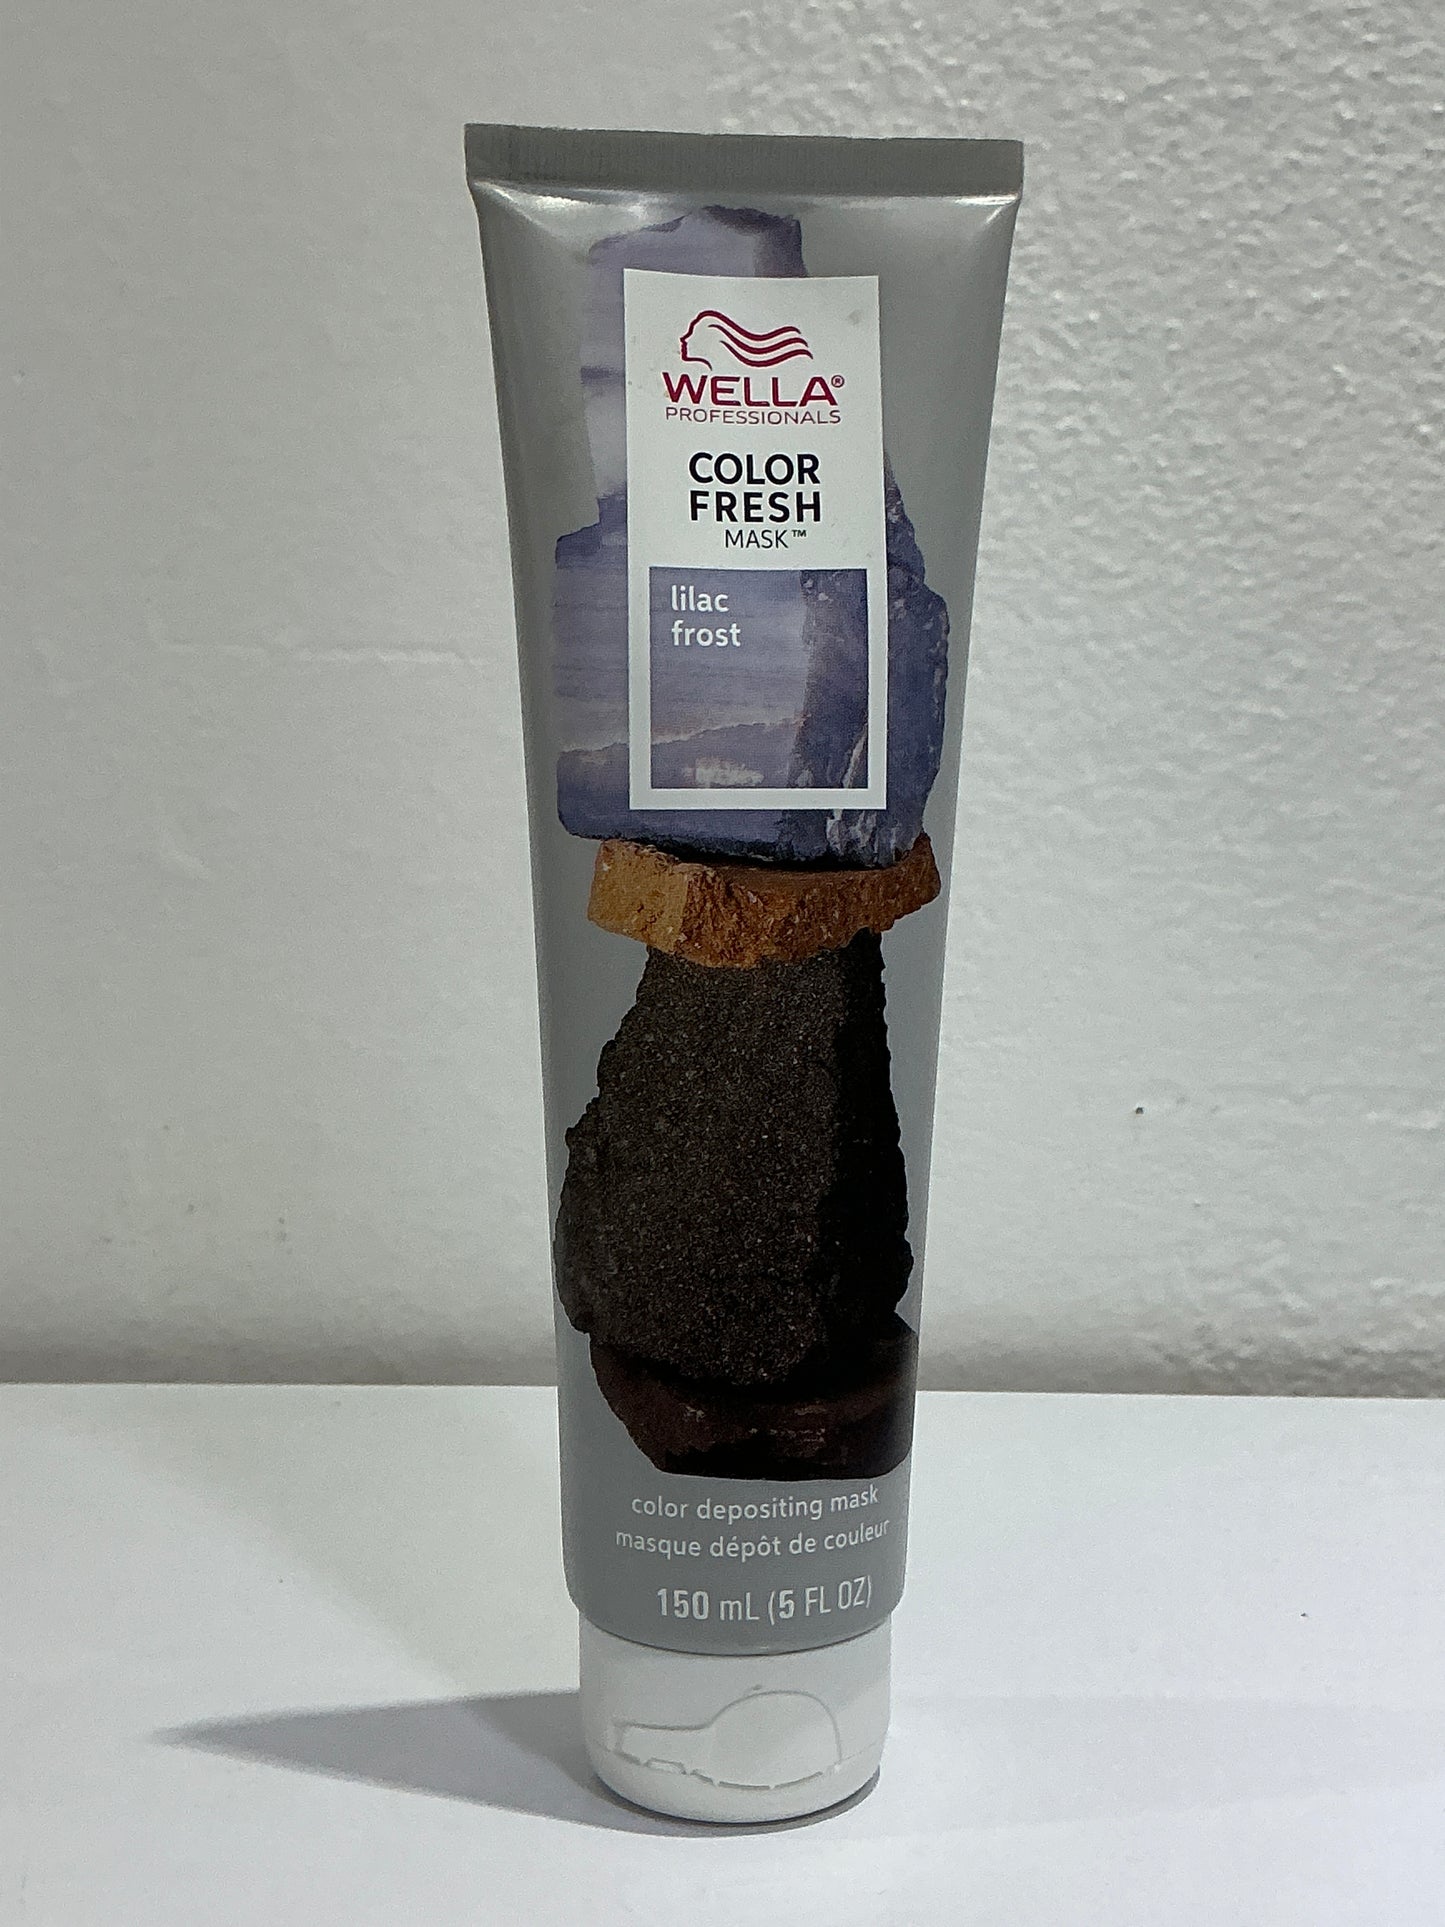 WELLA®
PROFESSIONALS
COLOR
FRESH
MASK™
lilac
frost
color depositing mask
masque dépôt de couleur
150 mL (5 FL OZ)